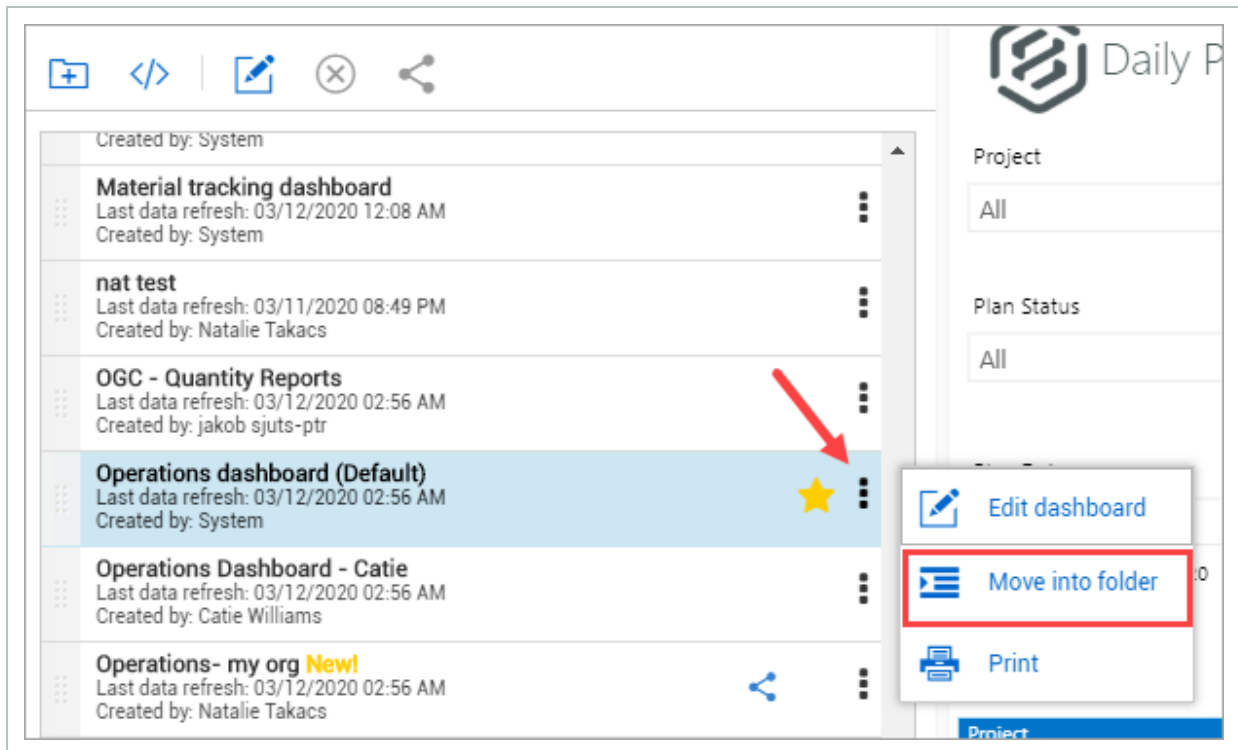 Created by: System
Material tracking dashboard
Last data refresh: 03/12/2020 12:08 AM
Created by: System
nat test
Last data refresh: 03/11/2020 08:49 PM
Created by: Natalie Takacs
OGC - Quantity Reports
Last data refresh: 03/12/2020 02:56 AM
Created by: jakob sjuts-ptr
Operations dashboard (Default)
Last data refresh: 03/12/2020 02:56 AM
Created by: System
Operations Dashboard - Catie
Last data refresh: 03/12/2020 02:56 AM
Created by: Catie Williams
Operations- my org New!
Last data refresh: 03/12/2020 02:56 AM
Created by: Natalie Takacs
Daily P
Project
All
Plan Status
All
Edit dashboard
Move into folder
Print
Project